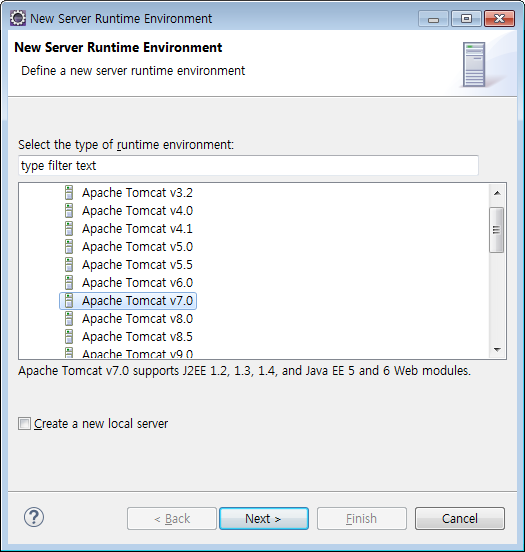 New Server Runtime Environment
New Server Runtime Environment
Define a new server runtime environment
Select the type of runtime environment:
type filter text
Apache Tomcat v3.2
Apache Tomcat v4.0
Apache Tomcat v4.1
Apache Tomcat v5.0
Apache Tomcat v5.5
Apache Tomcat v6.0
Apache Tomcat v7.0
Apache Tomcat v8.0
Apache Tomcat v8.5
Apache Tomcat v9.0
Apache Tomcat v7.0 supports J2EE 1.2, 1.3, 1.4, and Java EE 5 and 6 Web modules.
Create a new local server
? < Back Next > Finish Cancel